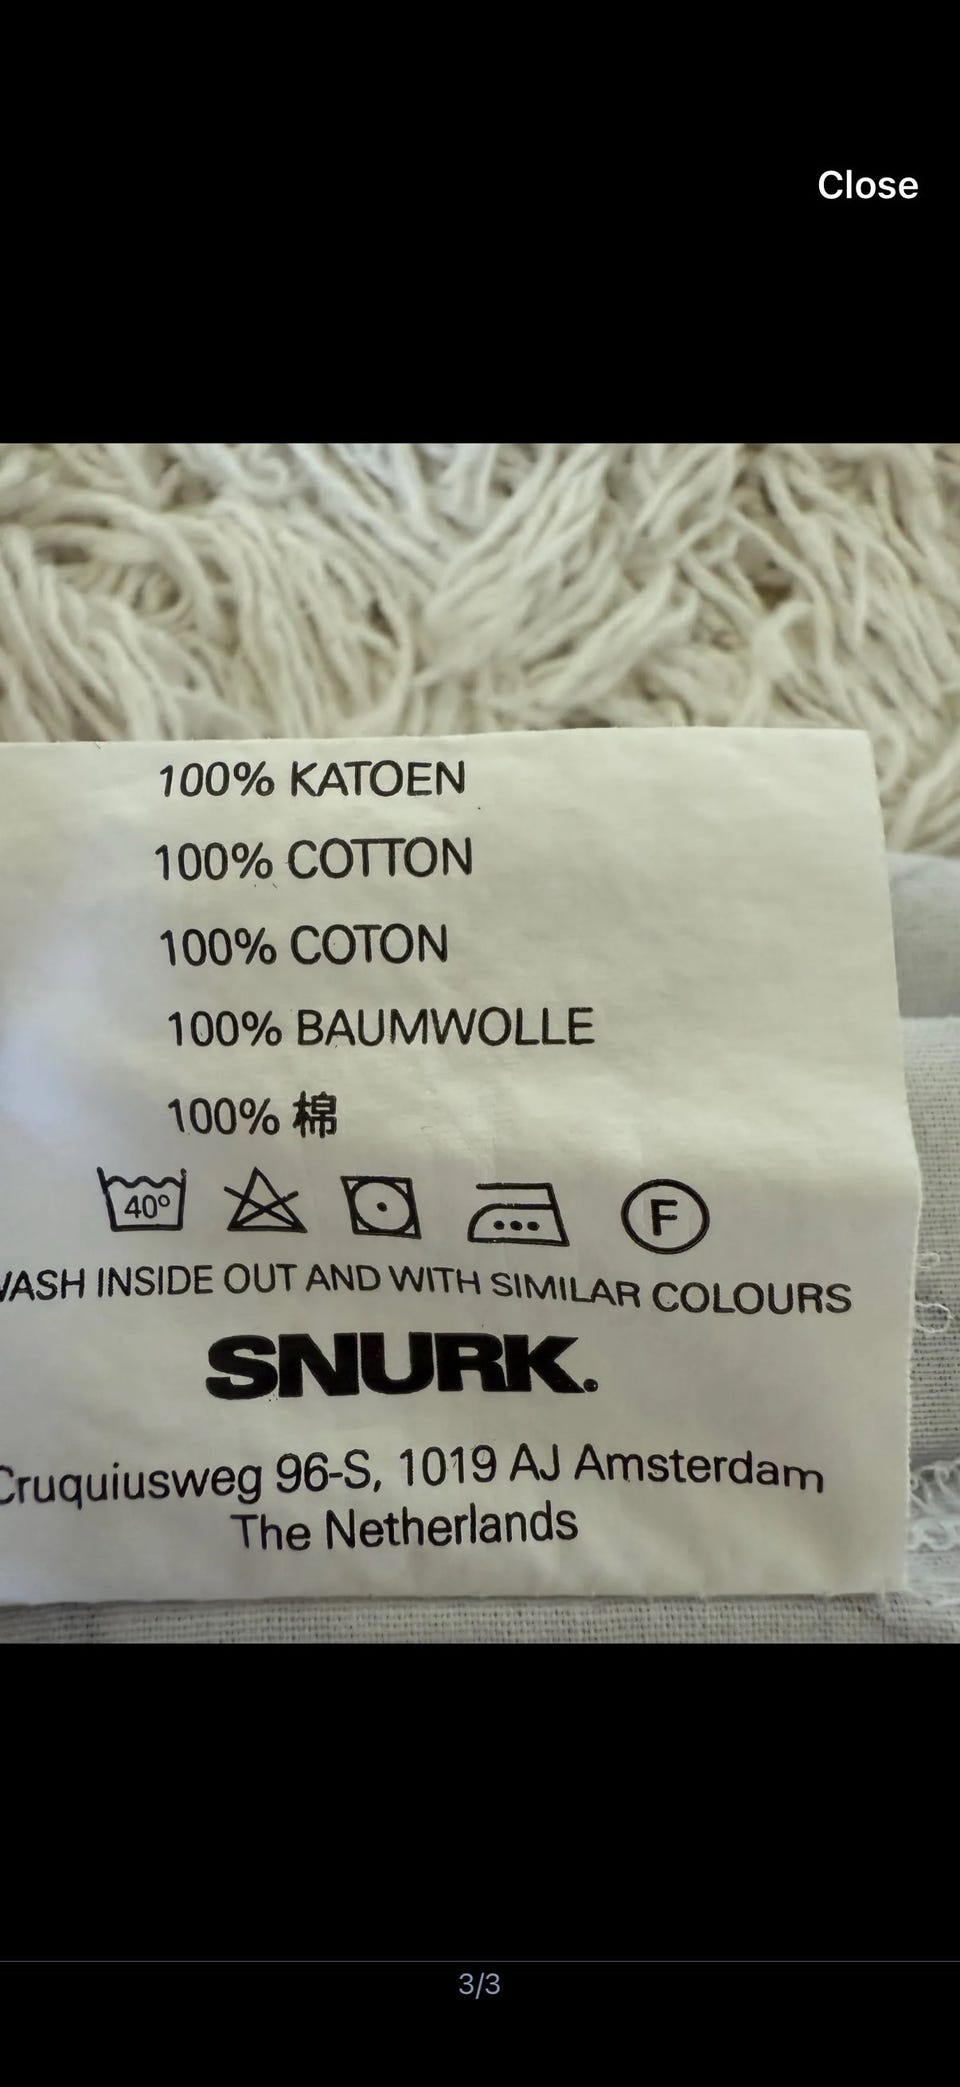 Close
100% KATOEN
100% COTTON
100% COTON
100% BAUMWOLLE
100% 棉
40° F
WASH INSIDE OUT AND WITH SIMILAR COLOURS
SNURK.
Cruquiusweg 96-S, 1019 AJ Amsterdam
The Netherlands
3/3